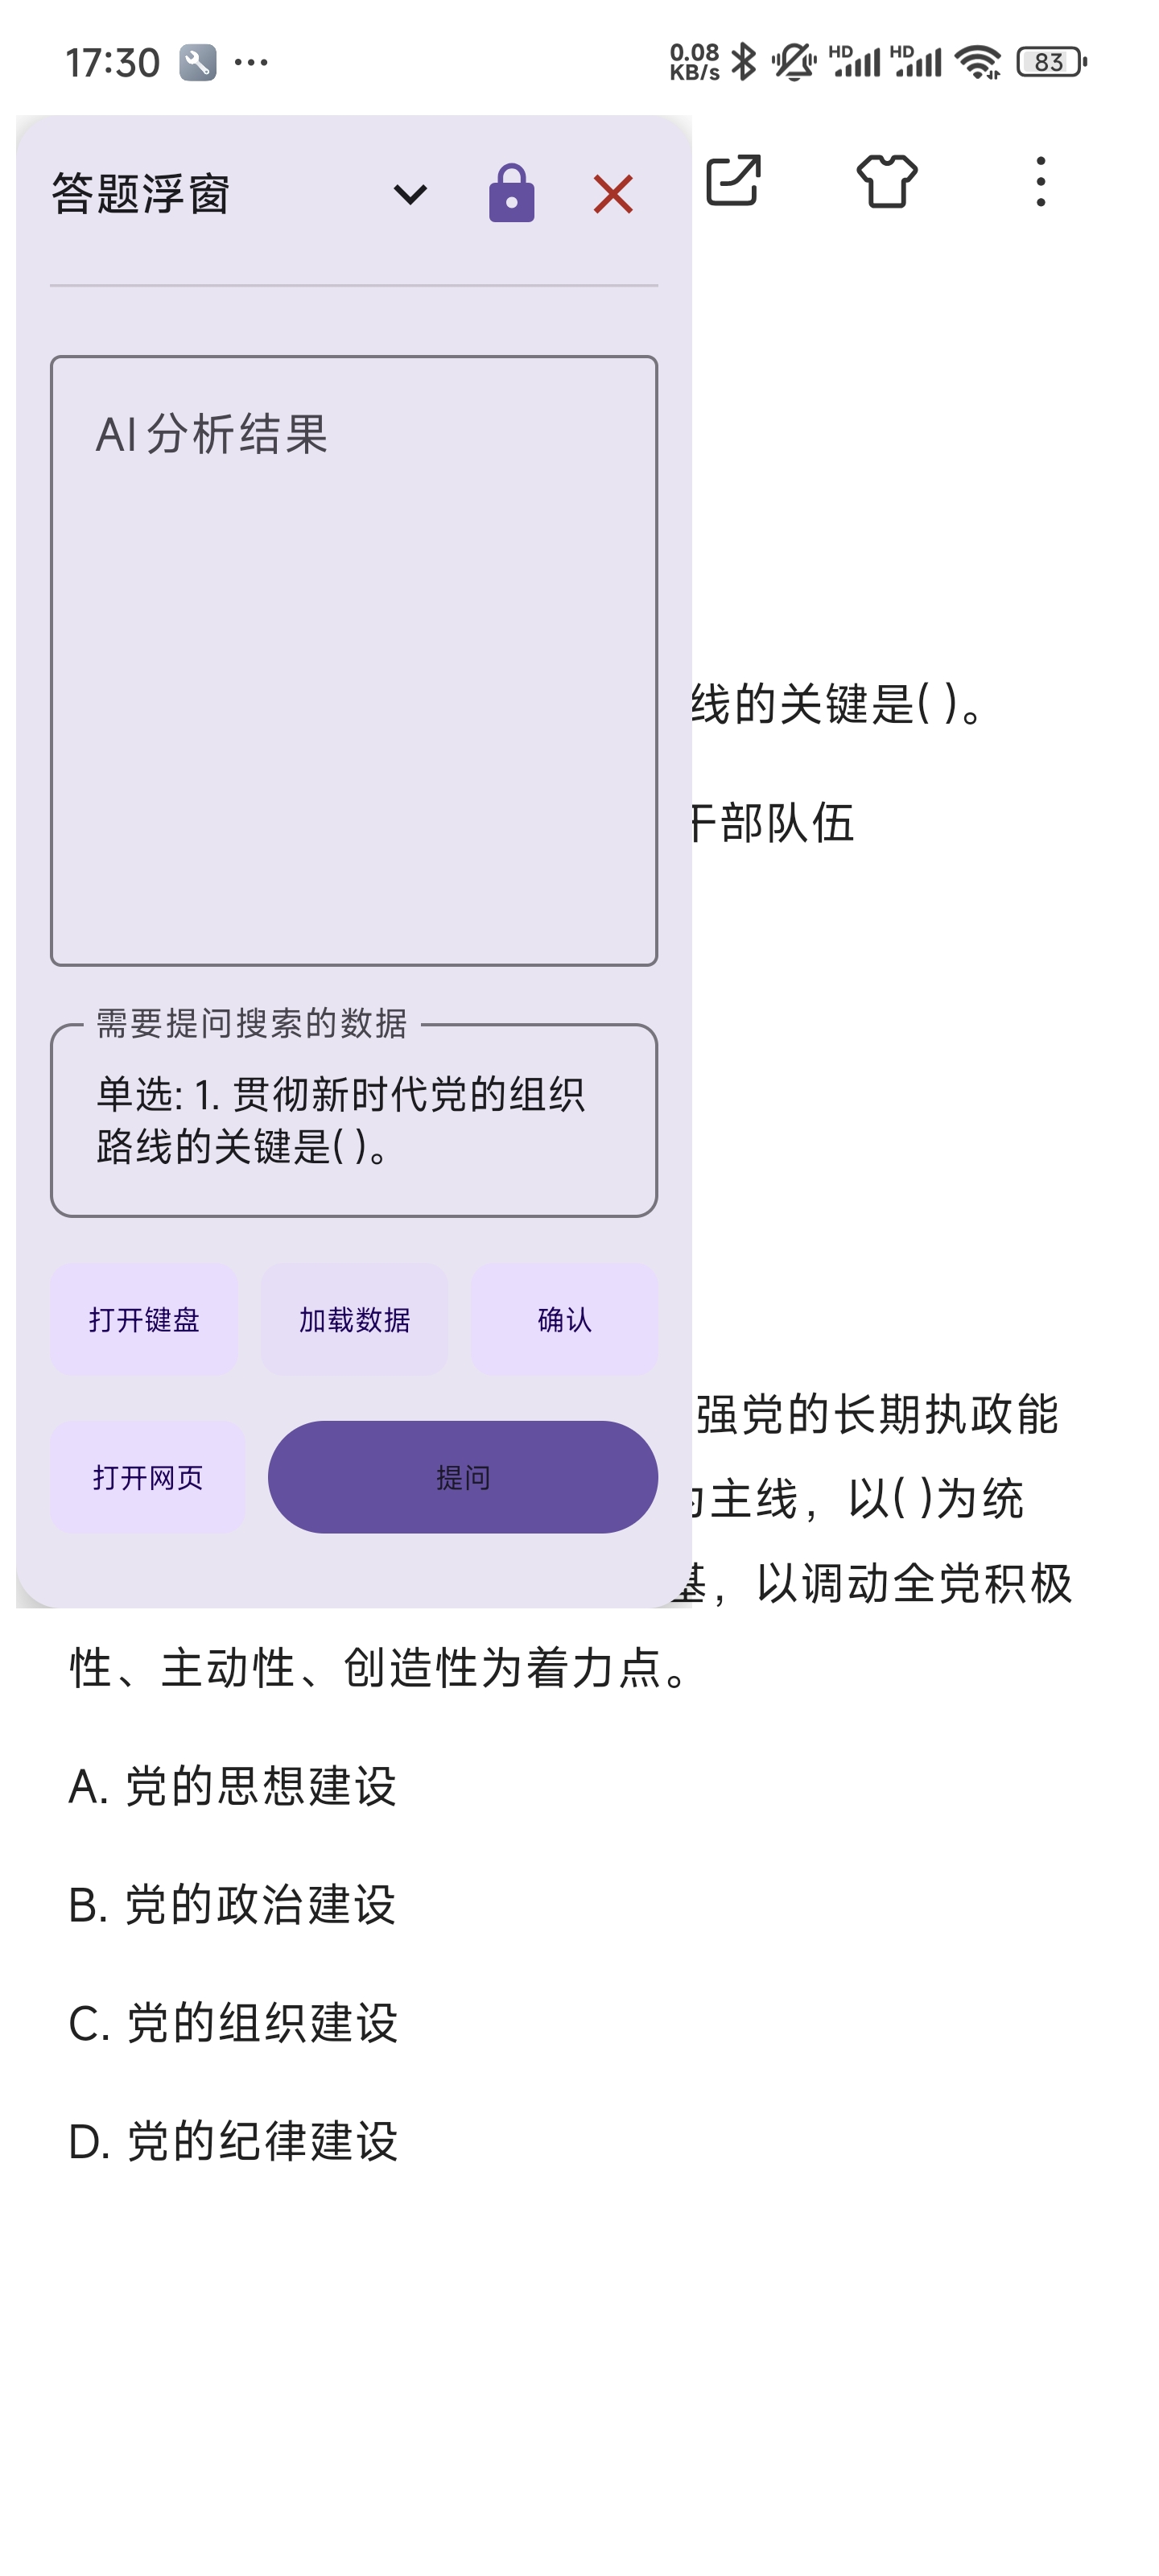 17:30
0.08
KB/s
HD
HD
83
答题浮窗
AI分析结果
线的关键是( )。
干部队伍
需要提问搜索的数据
单选: 1. 贯彻新时代党的组织
路线的关键是( )。
打开键盘
加载数据
确认
强党的长期执政能
打开网页
提问
为主线，以( )为统
基，以调动全党积极
性、主动性、创造性为着力点。
A. 党的思想建设
B. 党的政治建设
C. 党的组织建设
D. 党的纪律建设